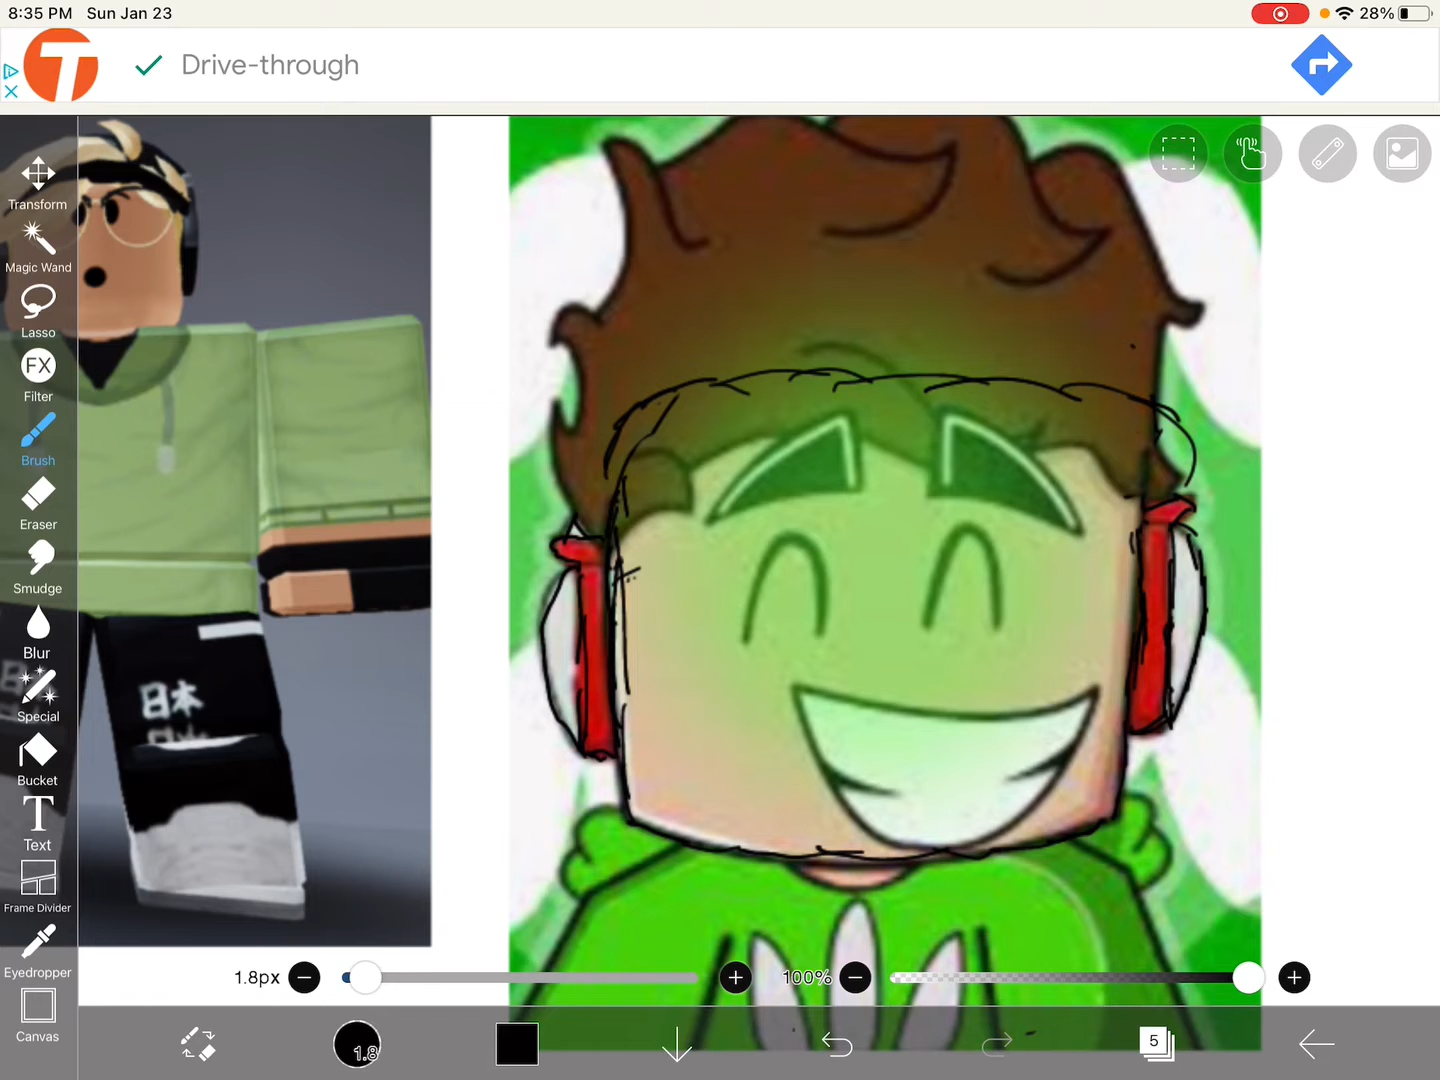 8:35 PM Sun Jan 23
28%
T
Drive-through
Transform
Magic Wand
Lasso
FX
Filter
Brush
Eraser
Smudge
Blur
Special
Bucket
T
Text
Frame Divider
Eyedropper
Canvas
日本
1.8px
100%
1.8
5